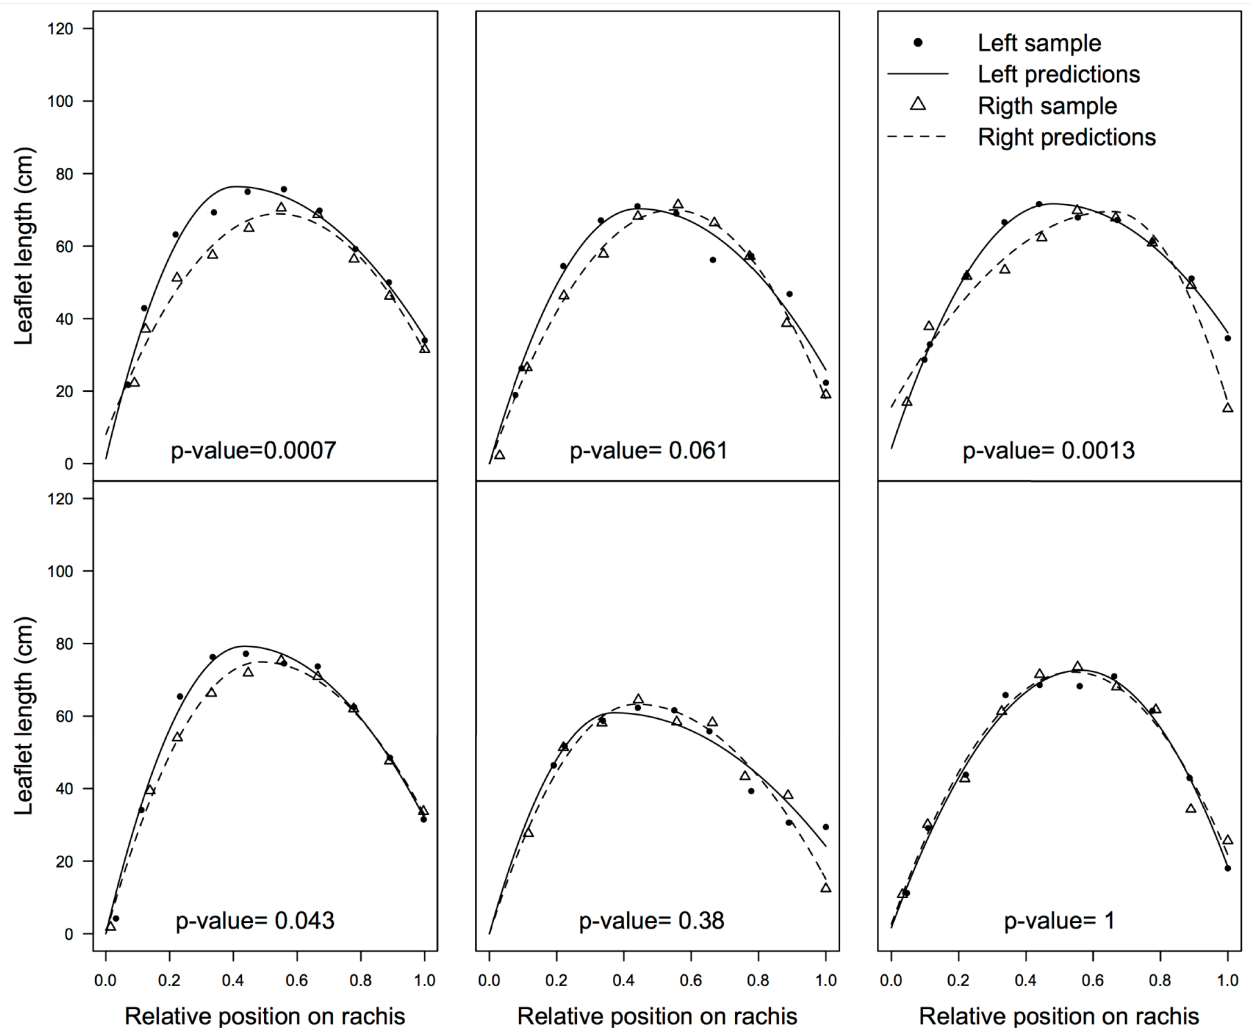 120
100
80
60
40
20
0
Leaflet length (cm)
p-value=0.0007
p-value= 0.061
Left sample
Left predictions
Rigth sample
Right predictions
p-value= 0.0013
120
100
80
60
40
20
0
Leaflet length (cm)
p-value= 0.043
p-value= 0.38
p-value= 1
0.0 0.2 0.4 0.6 0.8 1.0
0.0 0.2 0.4 0.6 0.8 1.0
0.0 0.2 0.4 0.6 0.8 1.0
Relative position on rachis
Relative position on rachis
Relative position on rachis